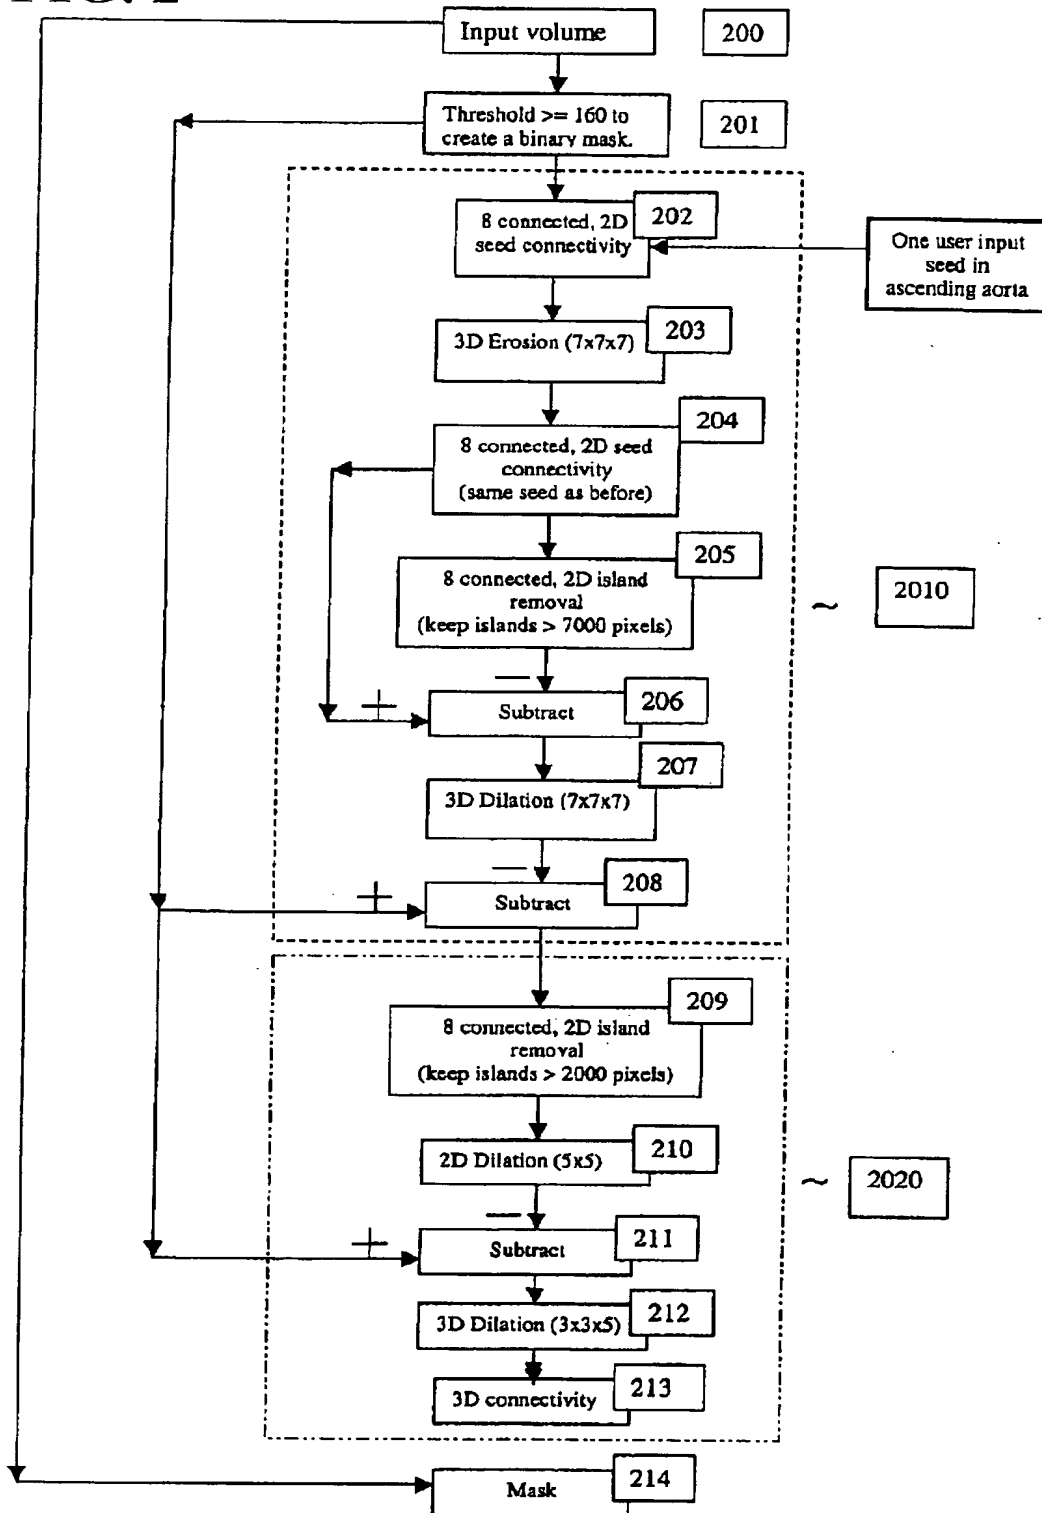 Input volume
200
Threshold >= 160 to
create a binary mask.
201
8 connected, 2D
seed connectivity
202
One user input
seed in
ascending aorta
3D Erosion (7x7x7)
203
8 connected, 2D seed
connectivity
(same seed as before)
204
8 connected, 2D island
removal
(keep islands > 7000 pixels)
205
~ 2010
−
+
Subtract
206
3D Dilation (7x7x7)
207
−
+
Subtract
208
8 connected, 2D island
removal
(keep islands > 2000 pixels)
209
2D Dilation (5x5)
210
~ 2020
−
+
Subtract
211
3D Dilation (3x3x5)
212
3D connectivity
213
Mask
214